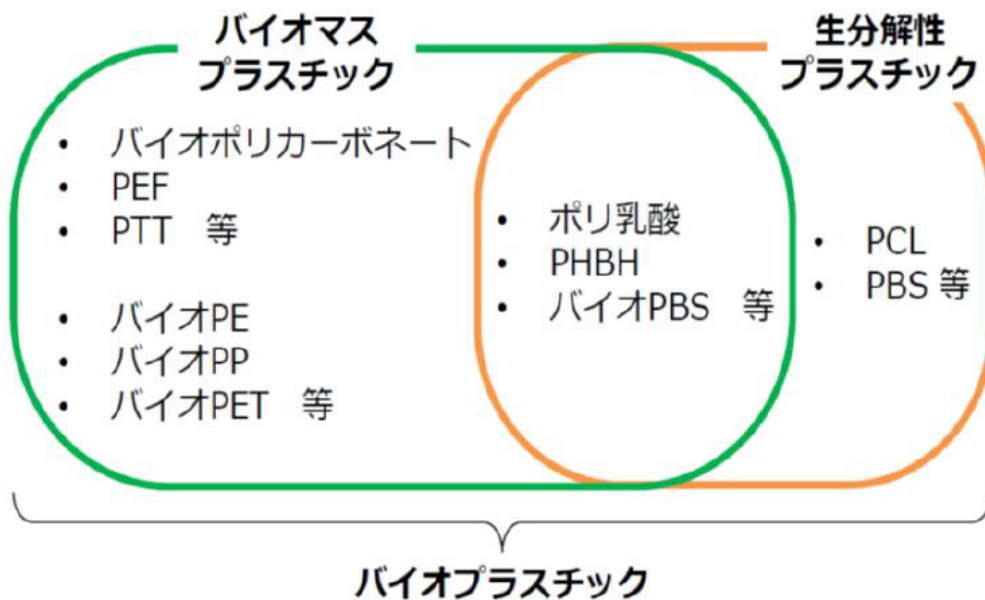 バイオマス
プラスチック
生分解性
プラスチック
• バイオポリカーボネート
• PEF
• PTT 等
• バイオPE
• バイオPP
• バイオPET 等
• ポリ乳酸
• PHBH
• バイオPBS 等
• PCL
• PBS 等
バイオプラスチック